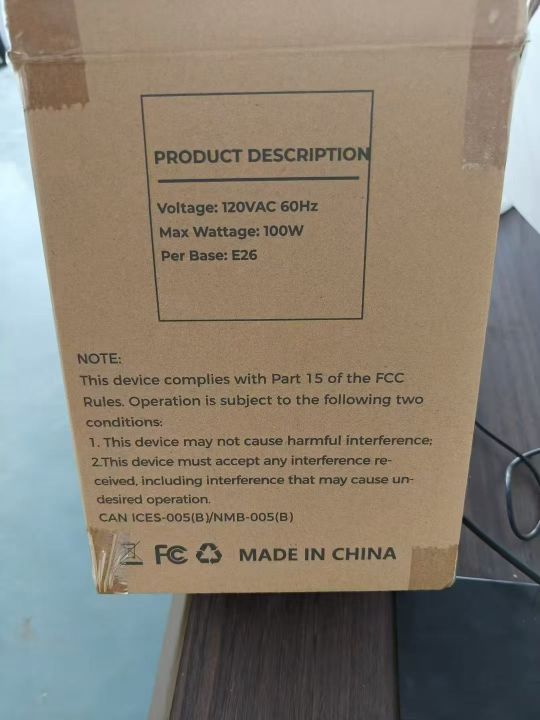 PRODUCT DESCRIPTION
Voltage: 120VAC 60Hz
Max Wattage: 100W
Per Base: E26
NOTE:
This device complies with Part 15 of the FCC
Rules. Operation is subject to the following two
conditions:
1. This device may not cause harmful interference;
2.This device must accept any interference re-
ceived, including interference that may cause un-
desired operation.
CAN ICES-005(B)/NMB-005(B)
FC MADE IN CHINA